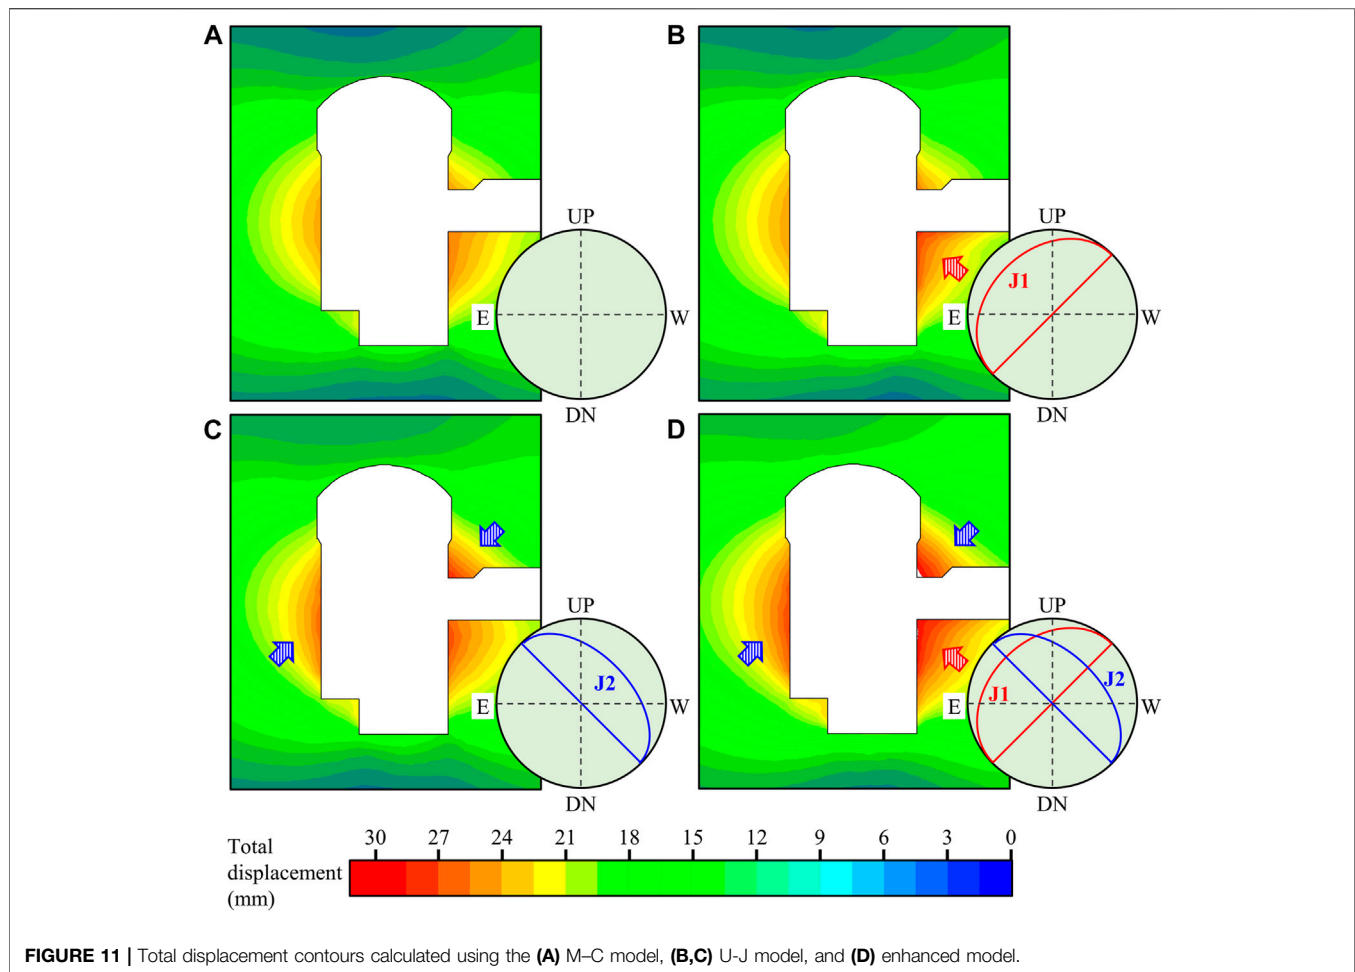 A
B
UP
E
W
DN
UP
J1
E
W
DN
C
D
UP
J2
E
W
DN
UP
J1
J2
E
W
DN
Total displacement (mm)
30 27 24 21 18 15 12 9 6 3 0
FIGURE 11 | Total displacement contours calculated using the (A) M–C model, (B,C) U-J model, and (D) enhanced model.